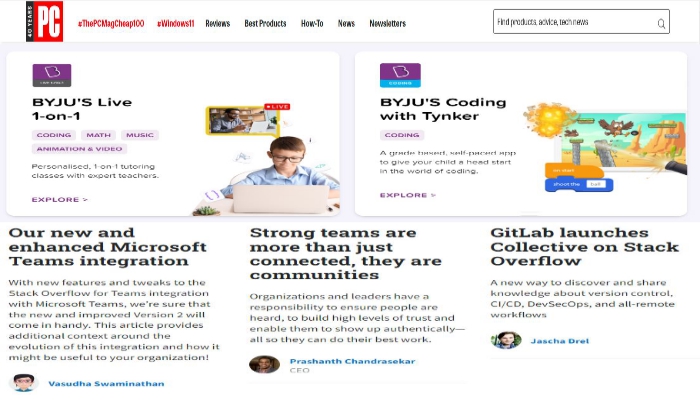 40 YEARS
PC
#ThePCMagCheap100 #Windows11 Reviews Best Products How-To News Newsletters
Find products, advice, tech news
BYJU'S Live
1-on-1
CODING MATH MUSIC
ANIMATION & VIDEO
Personalised, 1-on-1 tutoring
classes with expert teachers.
EXPLORE >
LIVE
CODING
BYJU'S Coding
with Tynker
CODING
A grade based, self-paced app
to give your child a head start
in the world of coding.
EXPLORE >
on start
shoot the ball
Our new and
enhanced Microsoft
Teams integration
With new features and tweaks to the
Stack Overflow for Teams integration
with Microsoft Teams, we're sure that
the new and improved Version 2 will
come in handy. This article provides
additional context around the
evolution of this integration and how it
might be useful to your organization!
Vasudha Swaminathan
Strong teams are
more than just
connected, they are
communities
Organizations and leaders have a
responsibility to ensure people are
heard, to build high levels of trust and
enable them to show up authentically—
all so they can do their best work.
Prashanth Chandrasekar
CEO
GitLab launches
Collective on Stack
Overflow
A new way to discover and share
knowledge about version control,
CI/CD, DevSecOps, and all-remote
workflows
Jascha Drel